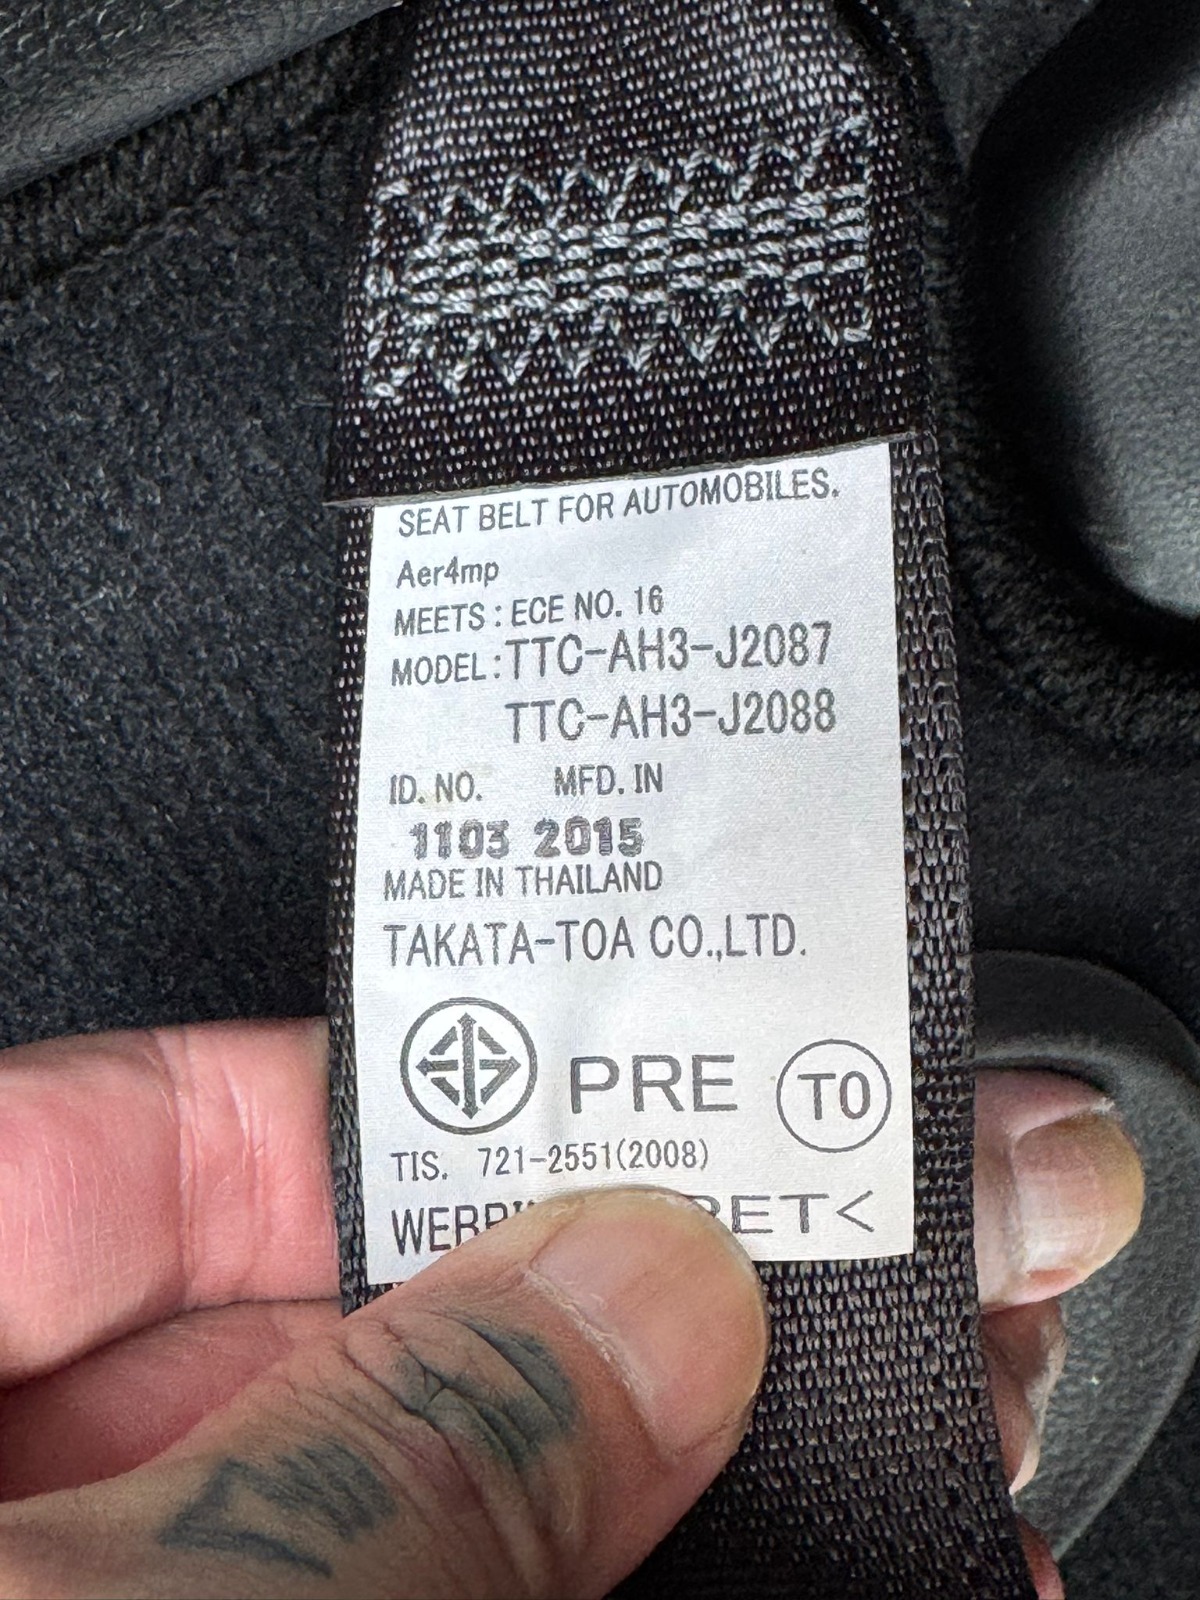 SEAT BELT FOR AUTOMOBILES.
Aer4mp
MEETS : ECE NO. 16
MODEL : TTC-AH3-J2087
TTC-AH3-J2088
ID. NO. MFD. IN
1103 2015
MADE IN THAILAND
TAKATA-TOA CO.,LTD.
PRE TO
TIS. 721-2551(2008)
PET<